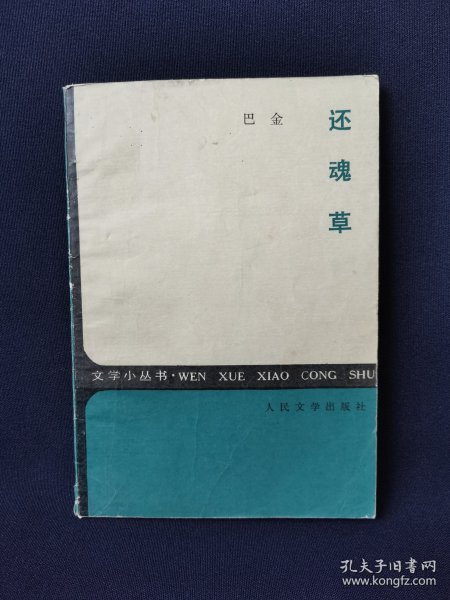 巴金
还魂草
文学小丛书·WEN XUE XIAO CONG SHU
人民文学出版社
孔夫子旧书网
www.kongfz.com